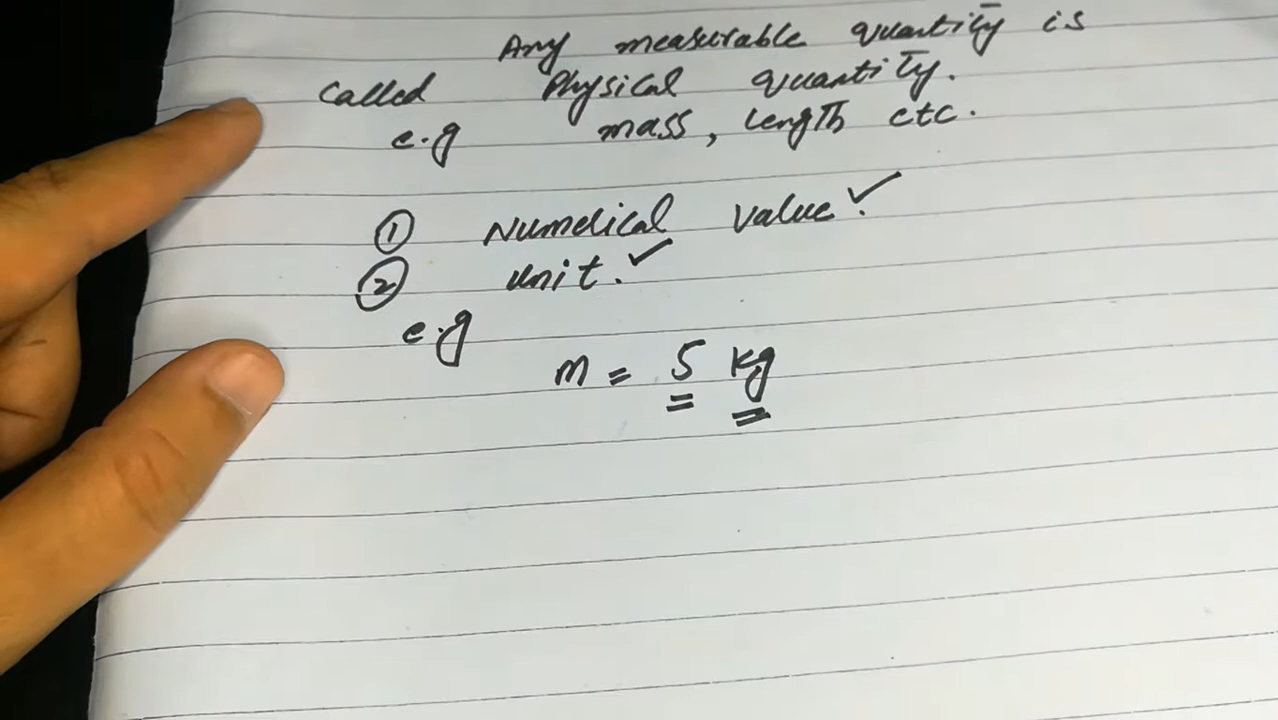 Any measurable quantity is
called Physical quantity.
e.g mass, length etc.
① Numerical value. ✓
② unit. ✓
e.g
m = 5 kg